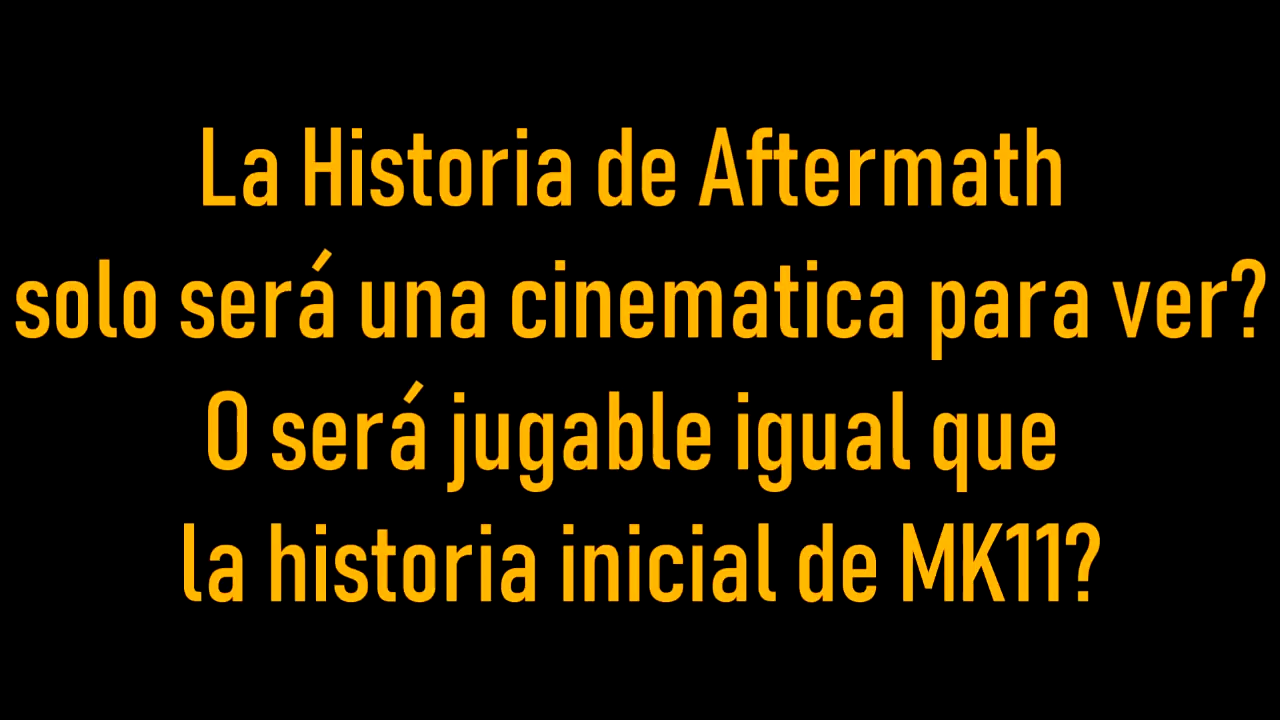 La Historia de Aftermath
solo será una cinematica para ver?
O será jugable igual que
la historia inicial de MK11?